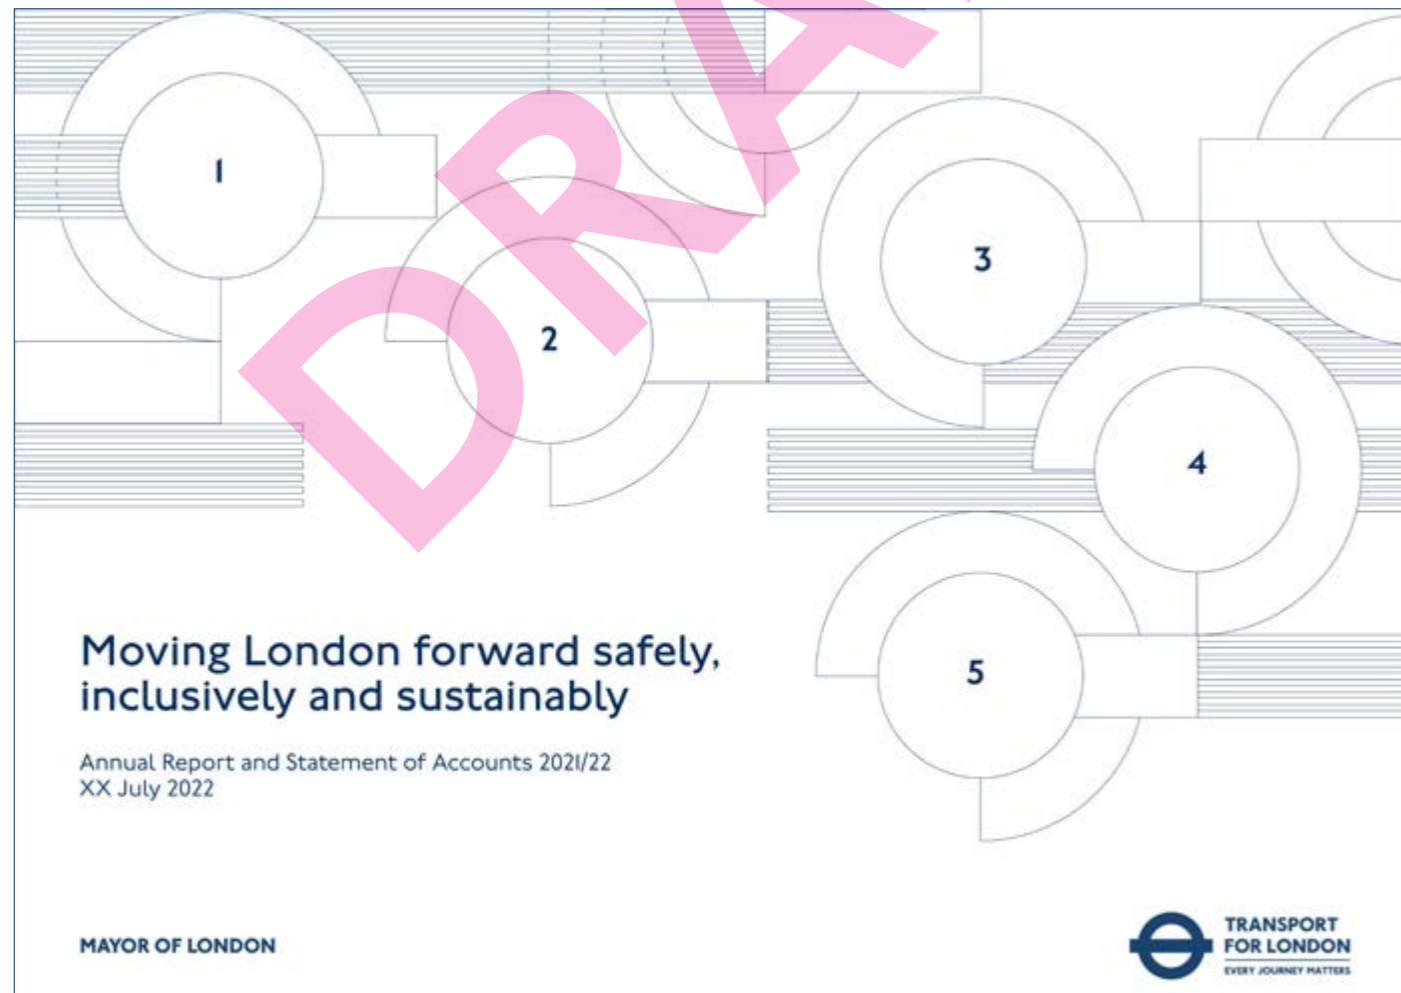 DRA
1
2
3
4
5
Moving London forward safely,
inclusively and sustainably
Annual Report and Statement of Accounts 2021/22
XX July 2022
MAYOR OF LONDON
TRANSPORT
FOR LONDON
EVERY JOURNEY MATTERS